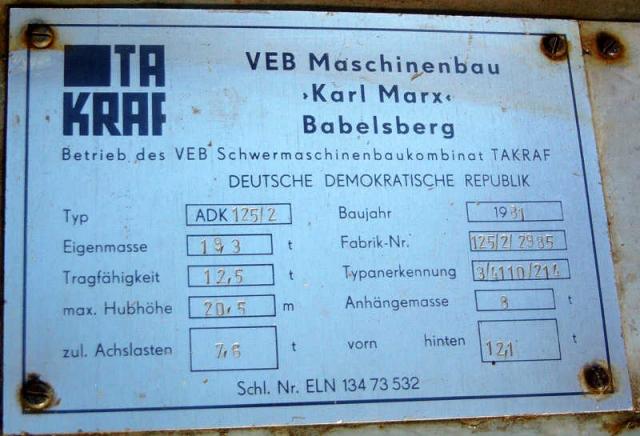 TA
KRAF
VEB Maschinenbau
›Karl Marx‹
Babelsberg
Betrieb des VEB Schwermaschinenbaukombinat TAKRAF
DEUTSCHE DEMOKRATISCHE REPUBLIK
Typ ADK 125/2 Baujahr 1981
Eigenmasse 19,3 t Fabrik-Nr. 125/2/2985
Tragfähigkeit 12,5 t Typanerkennung 3/4110/214
max. Hubhöhe 20,5 m Anhängemasse 8 t
zul. Achslasten 7,6 t vorn hinten 12,1 t
Schl. Nr. ELN 134 73 532